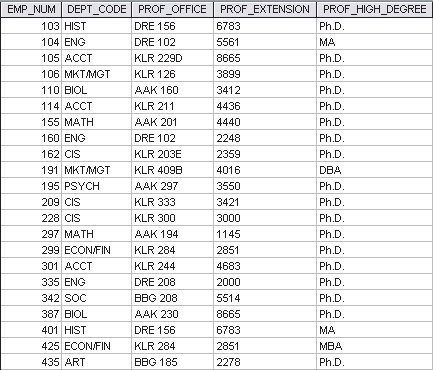 EMP_NUM DEPT_CODE PROF_OFFICE PROF_EXTENSION PROF_HIGH_DEGREE
103 HIST DRE 156 6783 Ph.D.
104 ENG DRE 102 5561 MA
105 ACCT KLR 229D 8665 Ph.D.
106 MKT/MGT KLR 126 3899 Ph.D.
110 BIOL AAK 160 3412 Ph.D.
114 ACCT KLR 211 4436 Ph.D.
155 MATH AAK 201 4440 Ph.D.
160 ENG DRE 102 2248 Ph.D.
162 CIS KLR 203E 2359 Ph.D.
191 MKT/MGT KLR 409B 4016 DBA
195 PSYCH AAK 297 3550 Ph.D.
209 CIS KLR 333 3421 Ph.D.
228 CIS KLR 300 3000 Ph.D.
297 MATH AAK 194 1145 Ph.D.
299 ECON/FIN KLR 284 2851 Ph.D.
301 ACCT KLR 244 4683 Ph.D.
335 ENG DRE 208 2000 Ph.D.
342 SOC BBG 208 5514 Ph.D.
387 BIOL AAK 230 8665 Ph.D.
401 HIST DRE 156 6783 MA
425 ECON/FIN KLR 284 2851 MBA
435 ART BBG 185 2278 Ph.D.